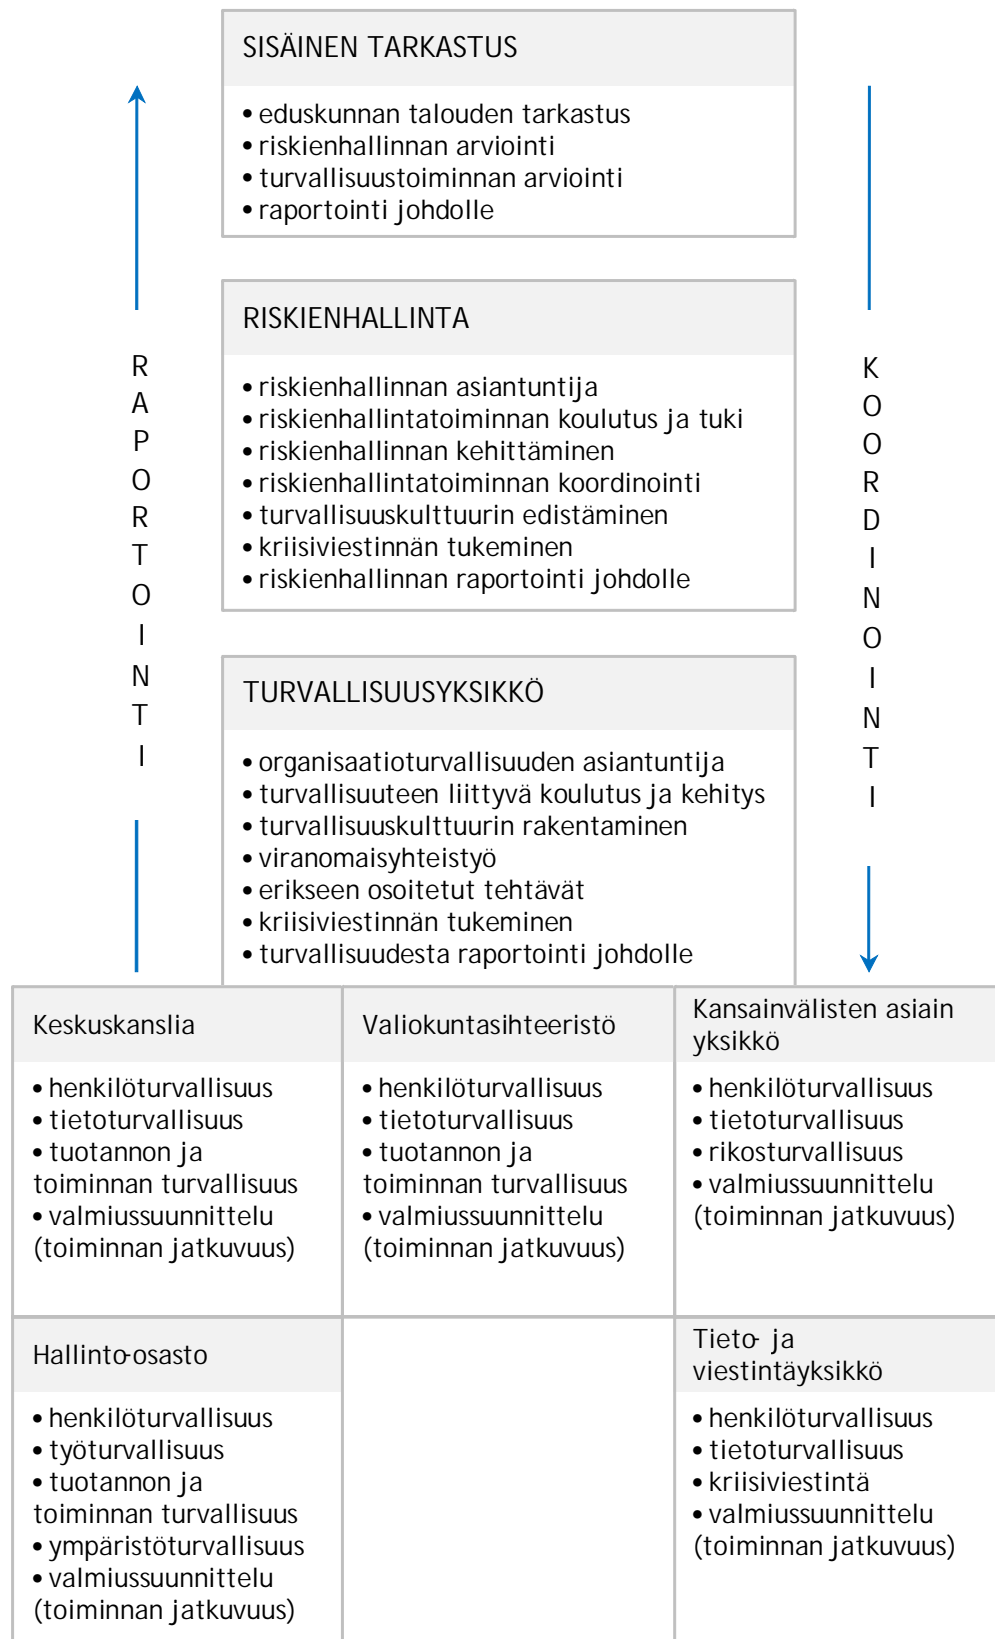 SISÄINEN TARKASTUS
• eduskunnan talouden tarkastus
• riskienhallinnan arviointi
• turvallisuustoiminnan arviointi
• raportointi johdolle
RAPORTOINTI
KOORDINOINTI
RISKIENHALLINTA
• riskienhallinnan asiantuntija
• riskienhallintatoiminnan koulutus ja tuki
• riskienhallinnan kehittäminen
• riskienhallintatoiminnan koordinointi
• turvallisuuskulttuurin edistäminen
• kriisiviestinnän tukeminen
• riskienhallinnan raportointi johdolle
TURVALLISUUSYKSIKKÖ
• organisaatioturvallisuuden asiantuntija
• turvallisuuteen liittyvä koulutus ja kehitys
• turvallisuuskulttuurin rakentaminen
• viranomaisyhteistyö
• erikseen osoitetut tehtävät
• kriisiviestinnän tukeminen
• turvallisuudesta raportointi johdolle
Keskuskanslia
• henkilöturvallisuus
• tietoturvallisuus
• tuotannon ja
toiminnan turvallisuus
• valmiussuunnittelu
(toiminnan jatkuvuus)
Valiokuntasihteeristö
• henkilöturvallisuus
• tietoturvallisuus
• tuotannon ja
toiminnan turvallisuus
• valmiussuunnittelu
(toiminnan jatkuvuus)
Kansainvälisten asiain
yksikkö
• henkilöturvallisuus
• tietoturvallisuus
• rikosturvallisuus
• valmiussuunnittelu
(toiminnan jatkuvuus)
Hallinto-osasto
• henkilöturvallisuus
• työturvallisuus
• tuotannon ja
toiminnan turvallisuus
• ympäristöturvallisuus
• valmiussuunnittelu
(toiminnan jatkuvuus)
Tieto- ja
viestintäyksikkö
• henkilöturvallisuus
• tietoturvallisuus
• kriisiviestintä
• valmiussuunnittelu
(toiminnan jatkuvuus)